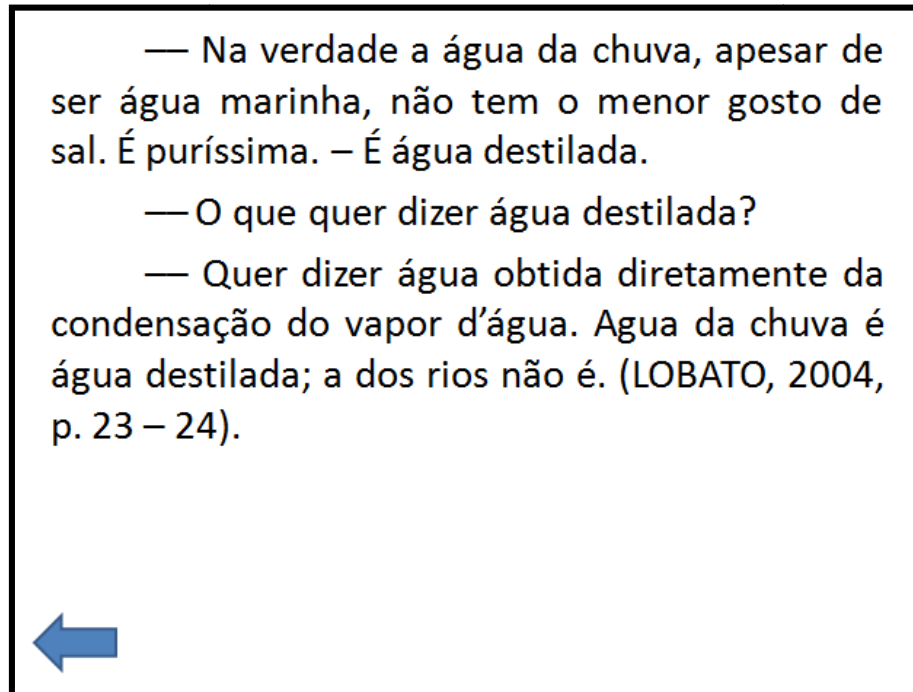 — Na verdade a água da chuva, apesar de
ser água marinha, não tem o menor gosto de
sal. É puríssima. – É água destilada.
— O que quer dizer água destilada?
— Quer dizer água obtida diretamente da
condensação do vapor d’água. Agua da chuva é
água destilada; a dos rios não é. (LOBATO, 2004,
p. 23 – 24).